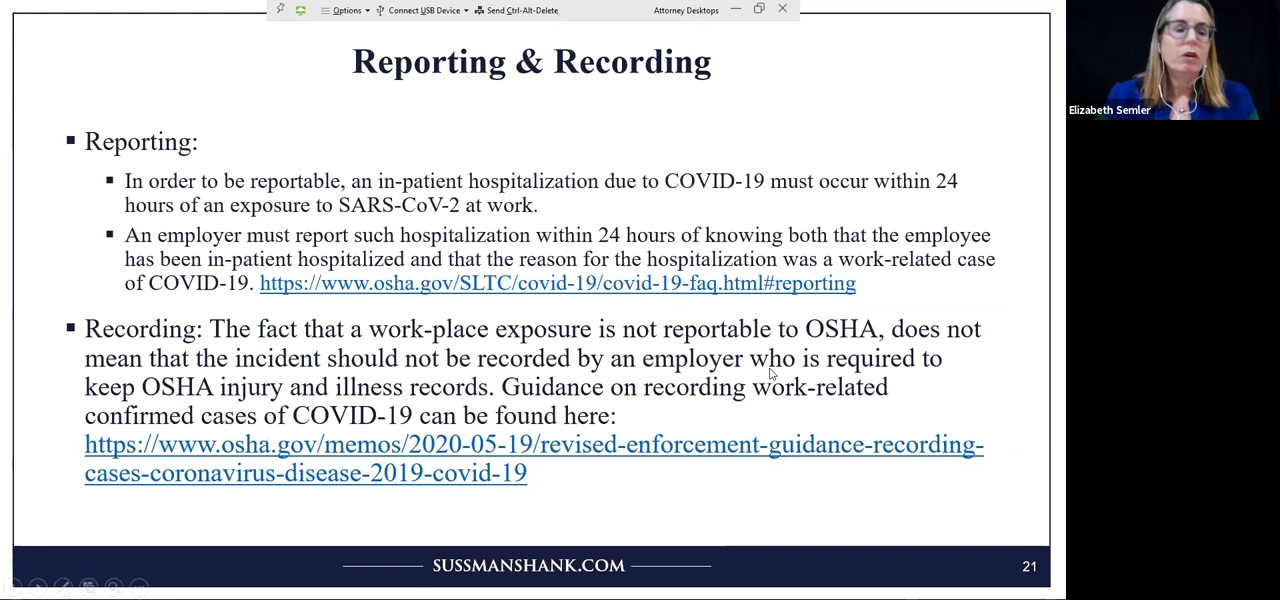 Options
Connect USB Device
Send Ctrl-Alt-Delete
Attorney Desktops
Reporting & Recording
Elizabeth Semler
Reporting:
In order to be reportable, an in-patient hospitalization due to COVID-19 must occur within 24
hours of an exposure to SARS-CoV-2 at work.
An employer must report such hospitalization within 24 hours of knowing both that the employee
has been in-patient hospitalized and that the reason for the hospitalization was a work-related case
of COVID-19. https://www.osha.gov/SLTC/covid-19/covid-19-faq.html#reporting
Recording: The fact that a work-place exposure is not reportable to OSHA, does not
mean that the incident should not be recorded by an employer who is required to
keep OSHA injury and illness records. Guidance on recording work-related
confirmed cases of COVID-19 can be found here:
https://www.osha.gov/memos/2020-05-19/revised-enforcement-guidance-recording-
cases-coronavirus-disease-2019-covid-19
SUSSMANSHANK.COM
21